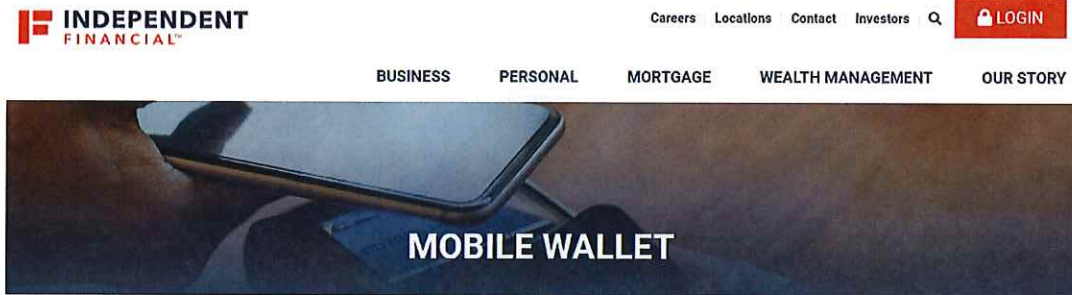 INDEPENDENT
FINANCIAL™
Careers Locations Contact Investors LOGIN
BUSINESS PERSONAL MORTGAGE WEALTH MANAGEMENT OUR STORY
MOBILE WALLET